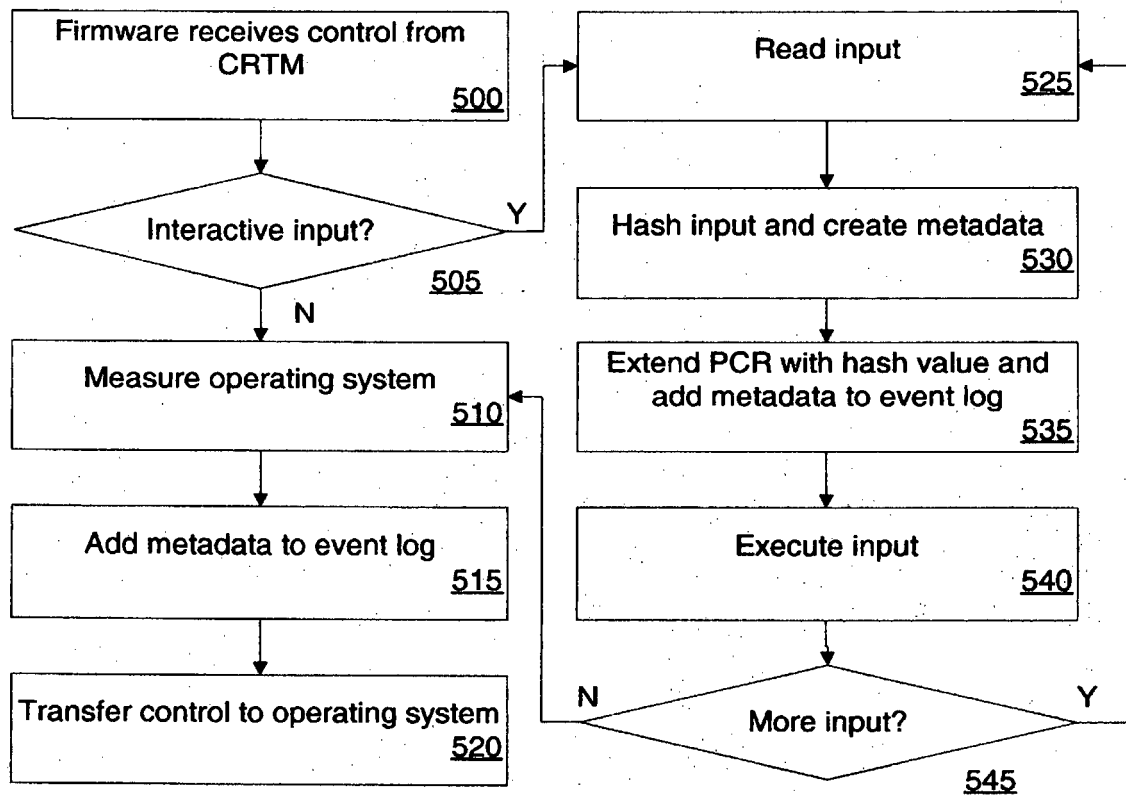 Firmware receives control from
CRTM
500
Interactive input?
Y
505
N
Measure operating system
510
Add metadata to event log
515
Transfer control to operating system
520
Read input
525
Hash input and create metadata
530
Extend PCR with hash value and
add metadata to event log
535
Execute input
540
N
More input?
Y
545